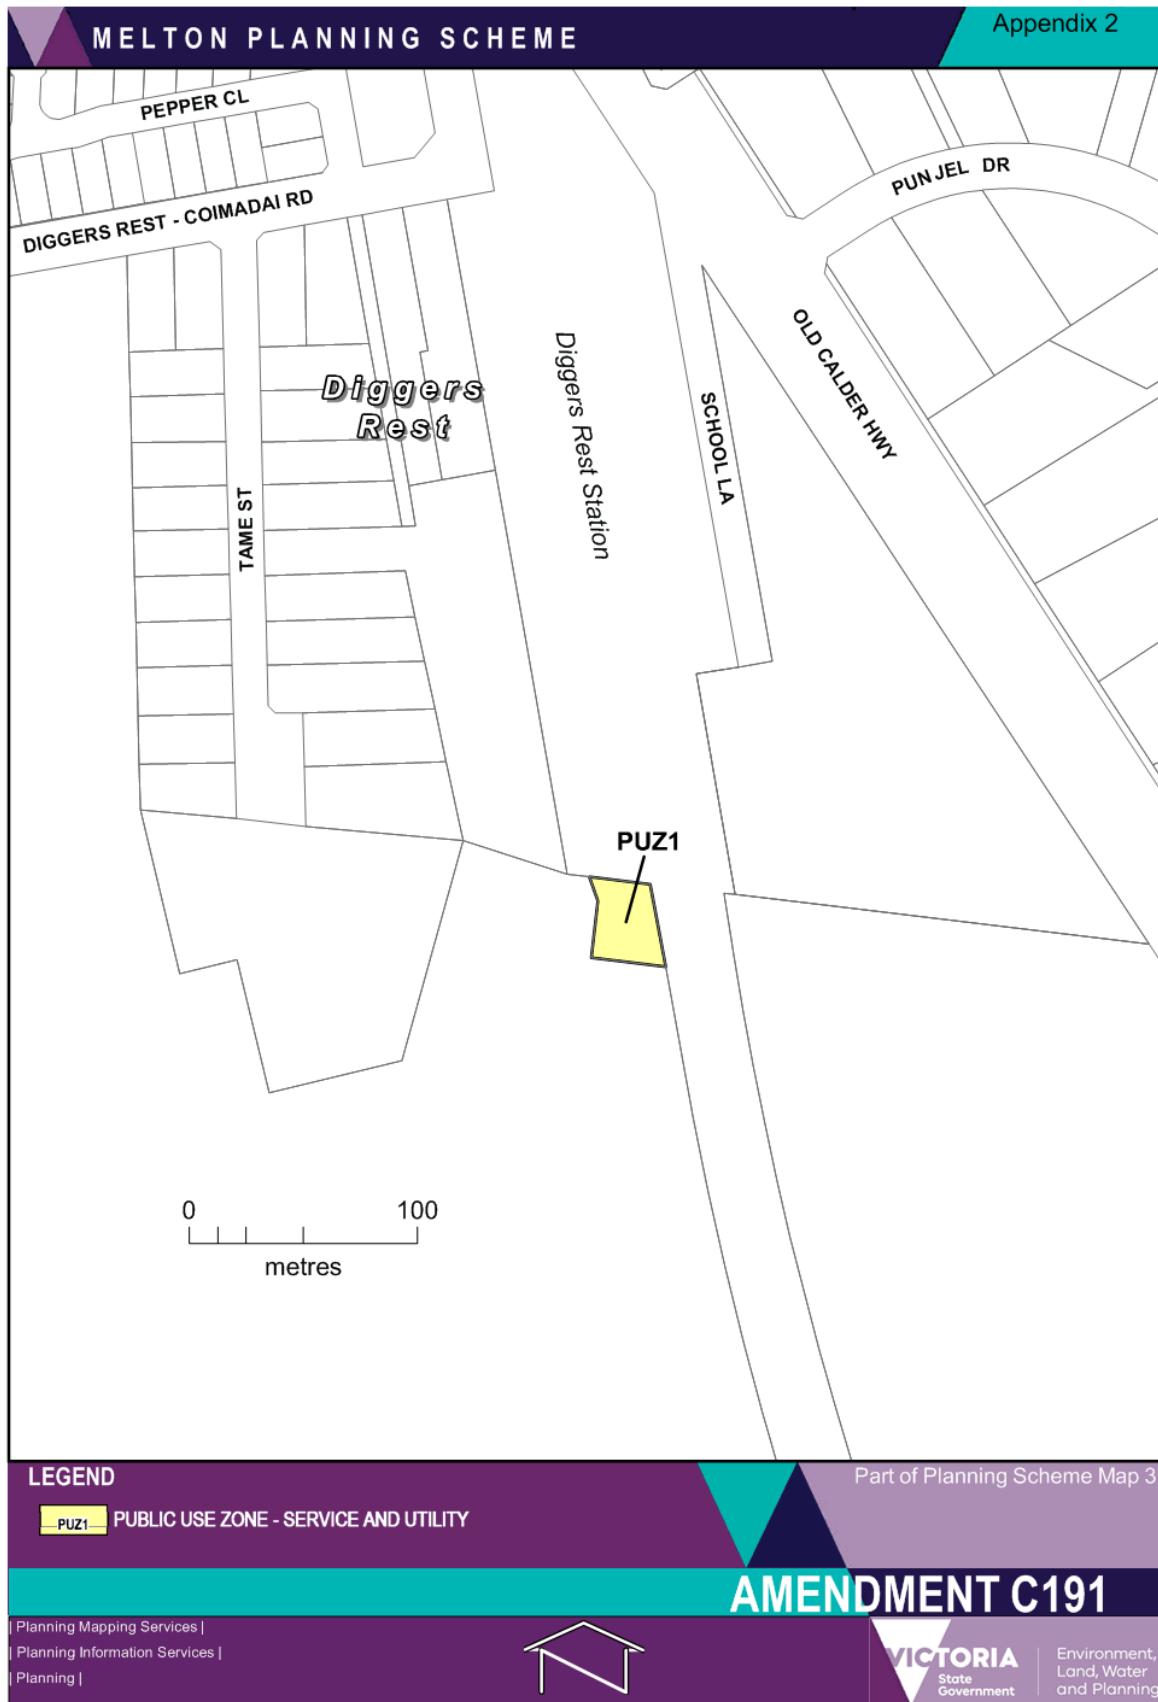 MELTON PLANNING SCHEME
Appendix 2
PEPPER CL
PUNJEL DR
DIGGERS REST - COIMADAI RD
OLD CALDER HWY
Diggers Rest Station
Diggers
Rest
SCHOOL LA
TAME ST
PUZ1
0 100
metres
LEGEND
Part of Planning Scheme Map 3
PUZ1 PUBLIC USE ZONE - SERVICE AND UTILITY
AMENDMENT C191
| Planning Mapping Services |
| Planning Information Services |
| Planning |
VICTORIA
State
Government
Environment,
Land, Water
and Planning